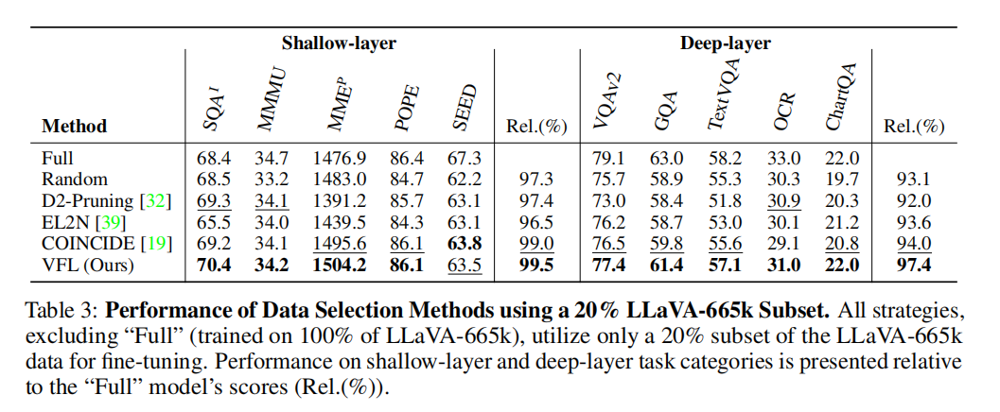 Shallow-layer Deep-layer
Method SQA^I MMMU MME^P POPE SEED Rel.(%) VQAv2 GQA TextVQA OCR ChartQA Rel.(%)
Full 68.4 34.7 1476.9 86.4 67.3 79.1 63.0 58.2 33.0 22.0
Random 68.5 33.2 1483.0 84.7 62.2 97.3 75.7 58.9 55.3 30.3 19.7 93.1
D2-Pruning [32] 69.3 34.1 1391.2 85.7 63.1 97.4 73.0 58.4 51.8 30.9 20.3 92.0
EL2N [39] 65.5 34.0 1439.5 84.3 63.1 96.5 76.2 58.7 53.0 30.1 21.2 93.6
COINCIDE [19] 69.2 34.1 1495.6 86.1 63.8 99.0 76.5 59.8 55.6 29.1 20.8 94.0
VFL (Ours) 70.4 34.2 1504.2 86.1 63.5 99.5 77.4 61.4 57.1 31.0 22.0 97.4
Table 3: Performance of Data Selection Methods using a 20% LLaVA-665k Subset. All strategies,
excluding “Full” (trained on 100% of LLaVA-665k), utilize only a 20% subset of the LLaVA-665k
data for fine-tuning. Performance on shallow-layer and deep-layer task categories is presented relative
to the “Full” model’s scores (Rel.(%)).